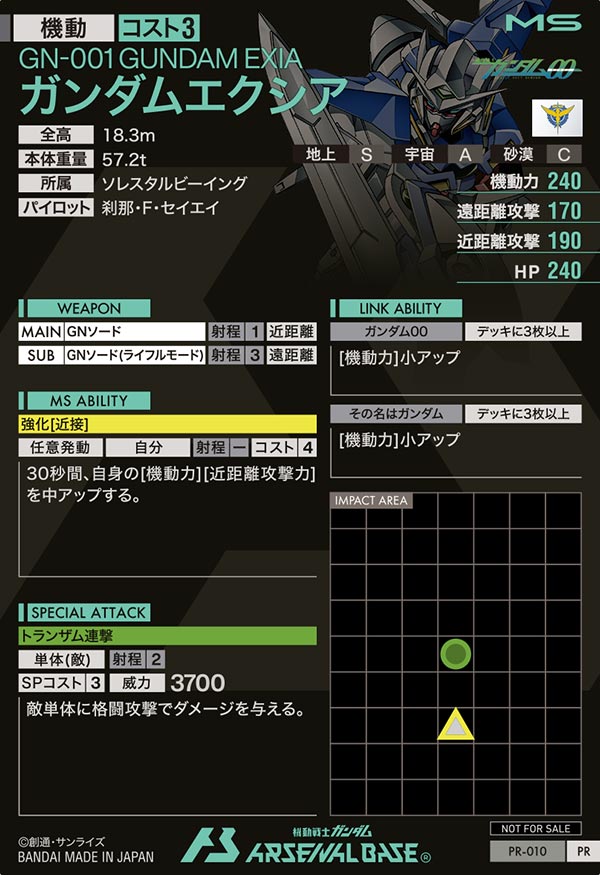 機動 コスト3
MS
GN-001 GUNDAM EXIA
ガンダムエクシア
ガンダム00
全高 18.3m
本体重量 57.2t
所属 ソレスタルビーイング
パイロット 刹那・F・セイエイ
地上 S 宇宙 A 砂漠 C
機動力 240
遠距離攻撃 170
近距離攻撃 190
HP 240
WEAPON
MAIN GNソード 射程 1 近距離
SUB GNソード(ライフルモード) 射程 3 遠距離
MS ABILITY
強化[近接]
任意発動 自分 射程 ー コスト 4
30秒間、自身の[機動力][近距離攻撃力]
を中アップする。
SPECIAL ATTACK
トランザム連撃
単体(敵) 射程 2
SPコスト 3 威力 3700
敵単体に格闘攻撃でダメージを与える。
LINK ABILITY
ガンダム00 デッキに3枚以上
[機動力]小アップ
その名はガンダム デッキに3枚以上
[機動力]小アップ
IMPACT AREA
©創通・サンライズ
BANDAI MADE IN JAPAN
機動戦士ガンダム
ARSENAL BASE®
NOT FOR SALE
PR-010 PR